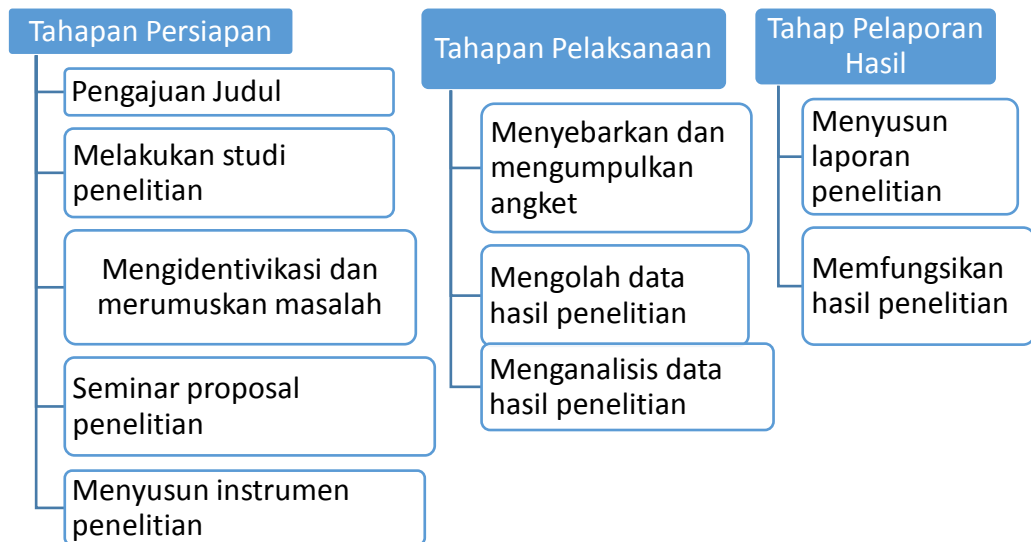 Tahapan Persiapan
Pengajuan Judul
Melakukan studi
penelitian
Mengidentivikasi dan
merumuskan masalah
Seminar proposal
penelitian
Menyusun instrumen
penelitian
Tahapan Pelaksanaan
Menyebarkan dan
mengumpulkan
angket
Mengolah data
hasil penelitian
Menganalisis data
hasil penelitian
Tahap Pelaporan
Hasil
Menyusun
laporan
penelitian
Memfungsikan
hasil penelitian